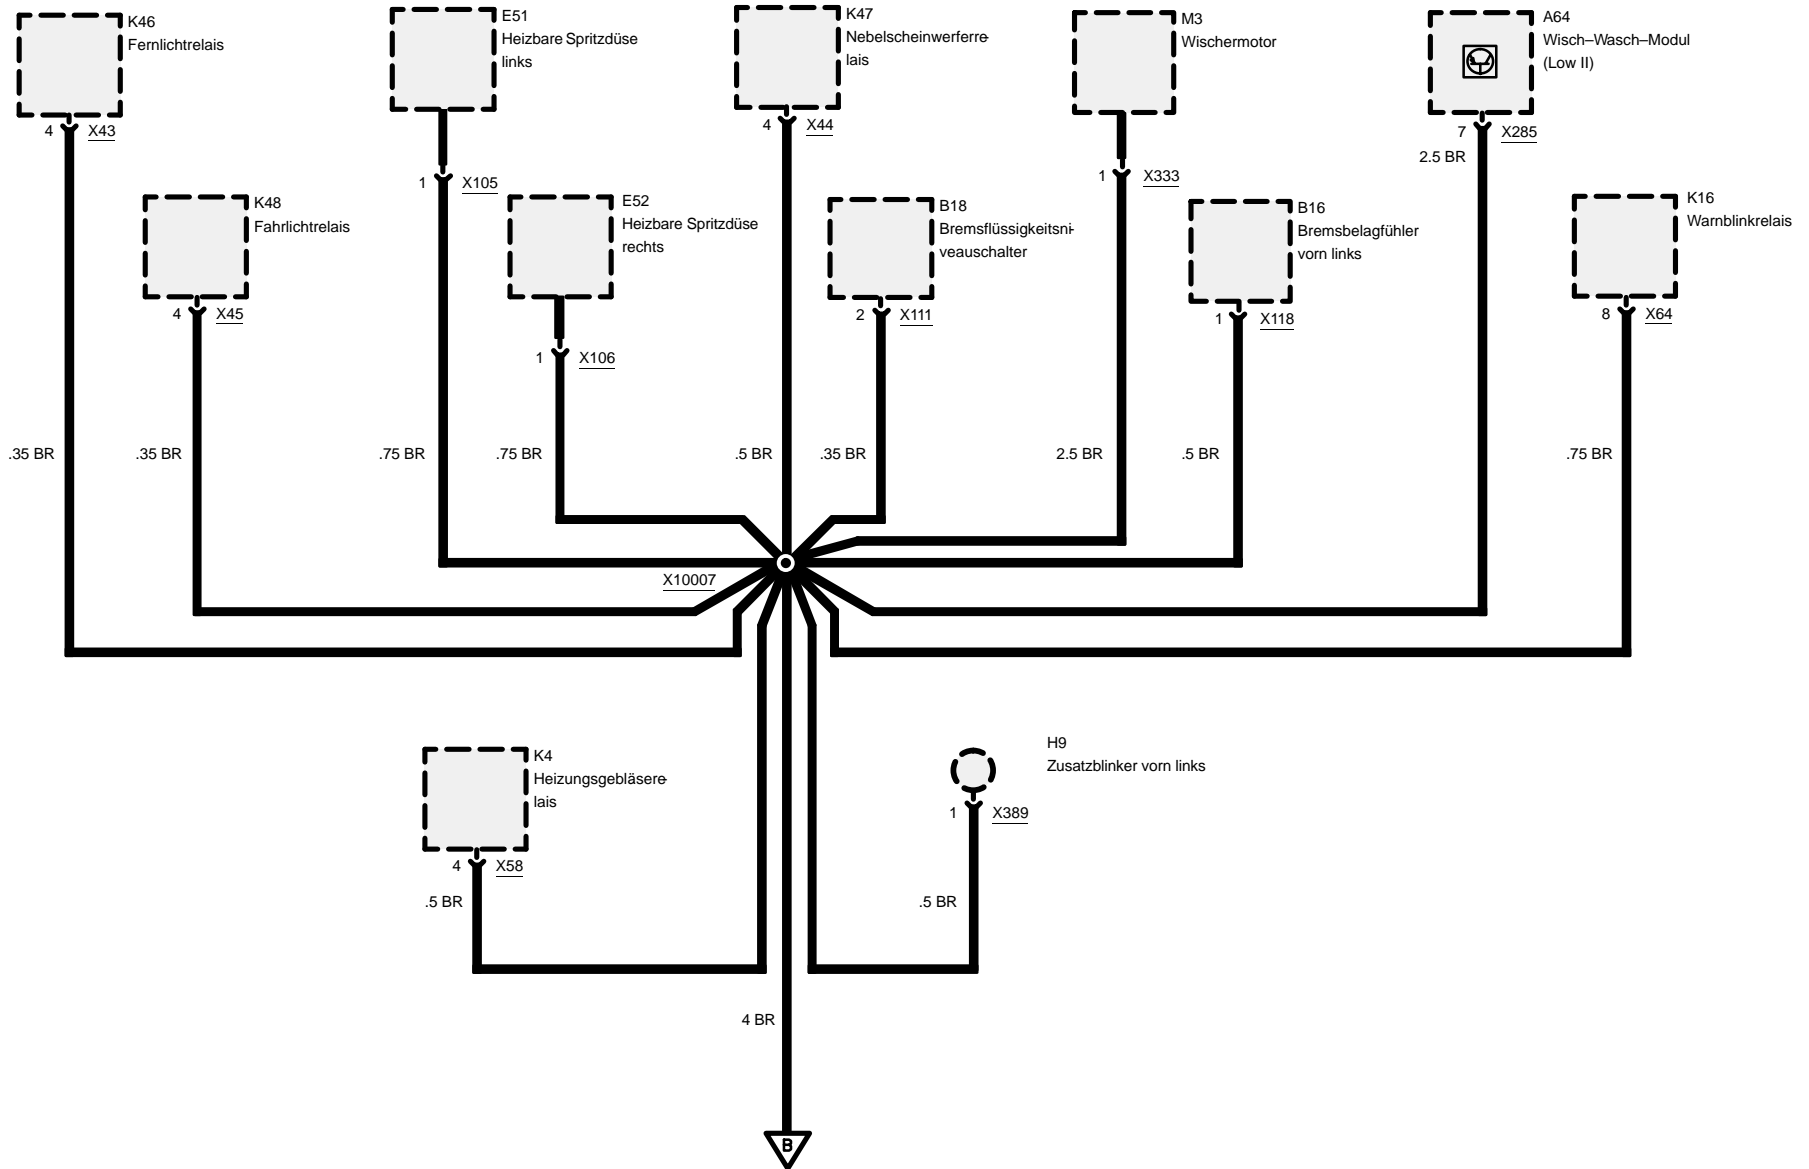 K46
Fernlichtrelais
4 X43
E51
Heizbare Spritzdüse
links
1 X105
K47
Nebelscheinwerferre-
lais
4 X44
M3
Wischermotor
1 X333
A64
Wisch–Wasch–Modul
(Low II)
7 X285
2.5 BR
K48
Fahrlichtrelais
4 X45
E52
Heizbare Spritzdüse
rechts
1 X106
B18
Bremsflüssigkeitsni-
veauschalter
2 X111
B16
Bremsbelagfühler
vorn links
1 X118
K16
Warnblinkrelais
8 X64
.35 BR
.35 BR
.75 BR
.75 BR
.5 BR
.35 BR
2.5 BR
.5 BR
.75 BR
X10007
K4
Heizungsgebläsere-
lais
4 X58
.5 BR
H9
Zusatzblinker vorn links
1 X389
.5 BR
4 BR
B